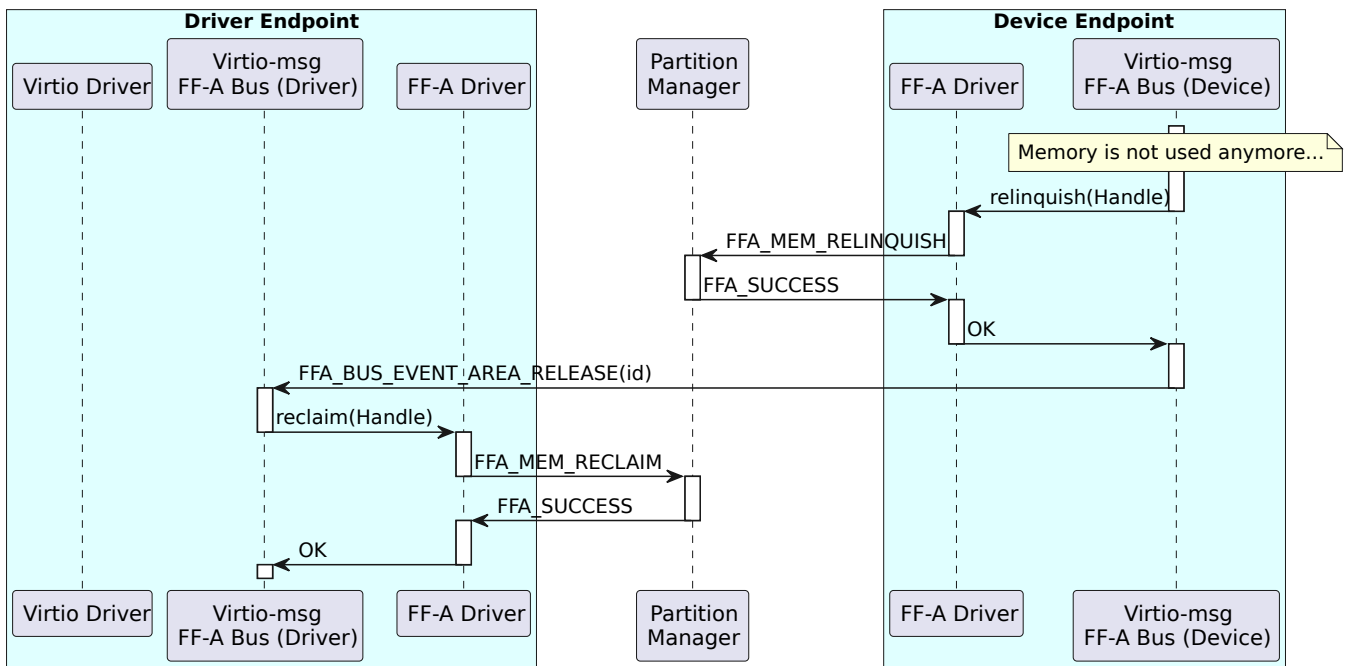 Driver Endpoint
Device Endpoint
Virtio Driver
Virtio-msg
FF-A Bus (Driver)
FF-A Driver
Partition
Manager
FF-A Driver
Virtio-msg
FF-A Bus (Device)
Memory is not used anymore...
relinquish(Handle)
FFA_MEM_RELINQUISH
FFA_SUCCESS
OK
FFA_BUS_EVENT_AREA_RELEASE(id)
reclaim(Handle)
FFA_MEM_RECLAIM
FFA_SUCCESS
OK
Virtio Driver
Virtio-msg
FF-A Bus (Driver)
FF-A Driver
Partition
Manager
FF-A Driver
Virtio-msg
FF-A Bus (Device)